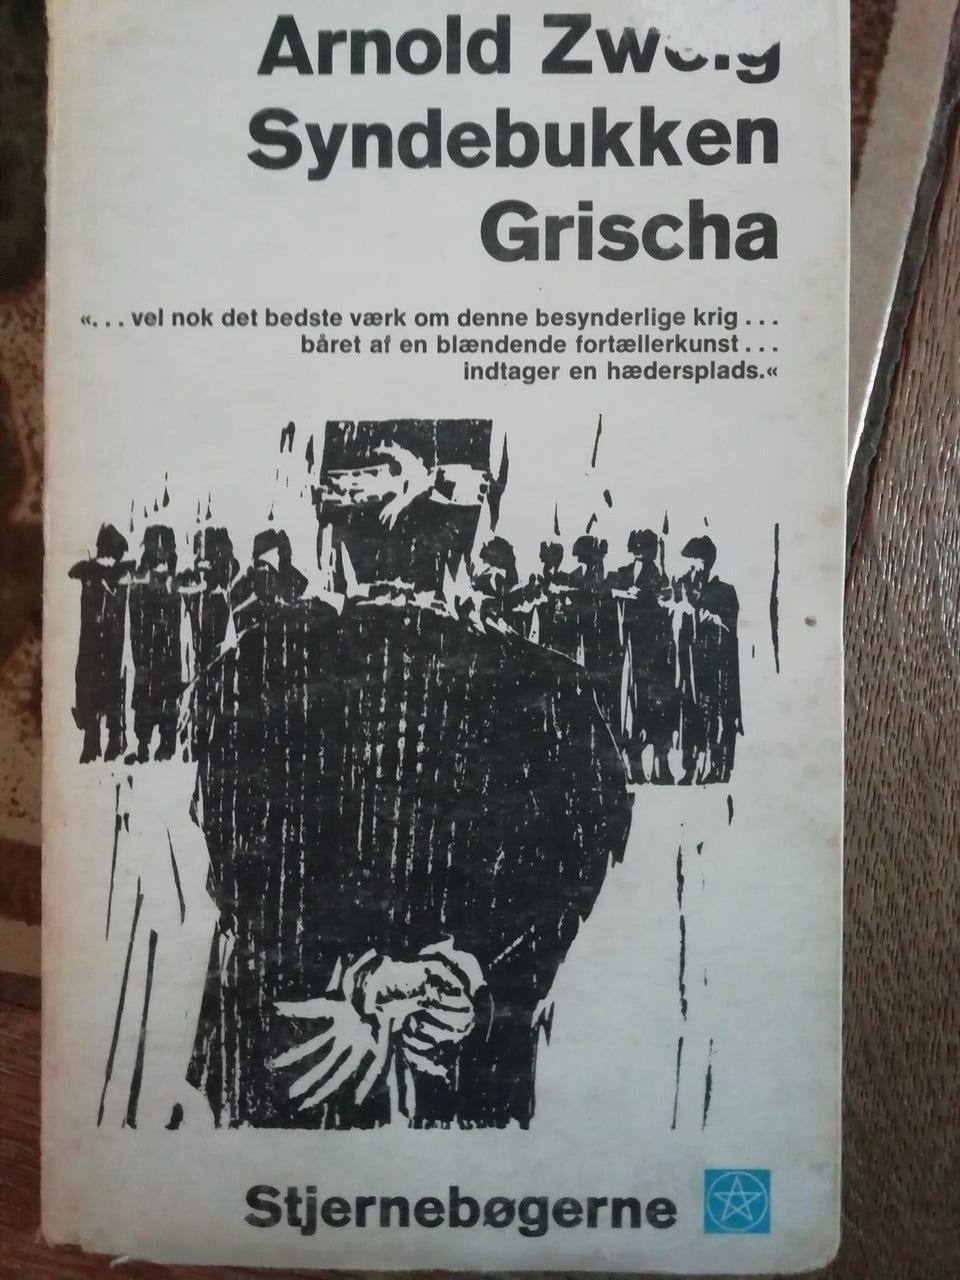 Arnold Zweig
Syndebukken
Grischa
«... vel nok det bedste værk om denne besynderlige krig ...
båret af en blændende fortællerkunst ...
indtager en hædersplads.«
Stjernebøgerne